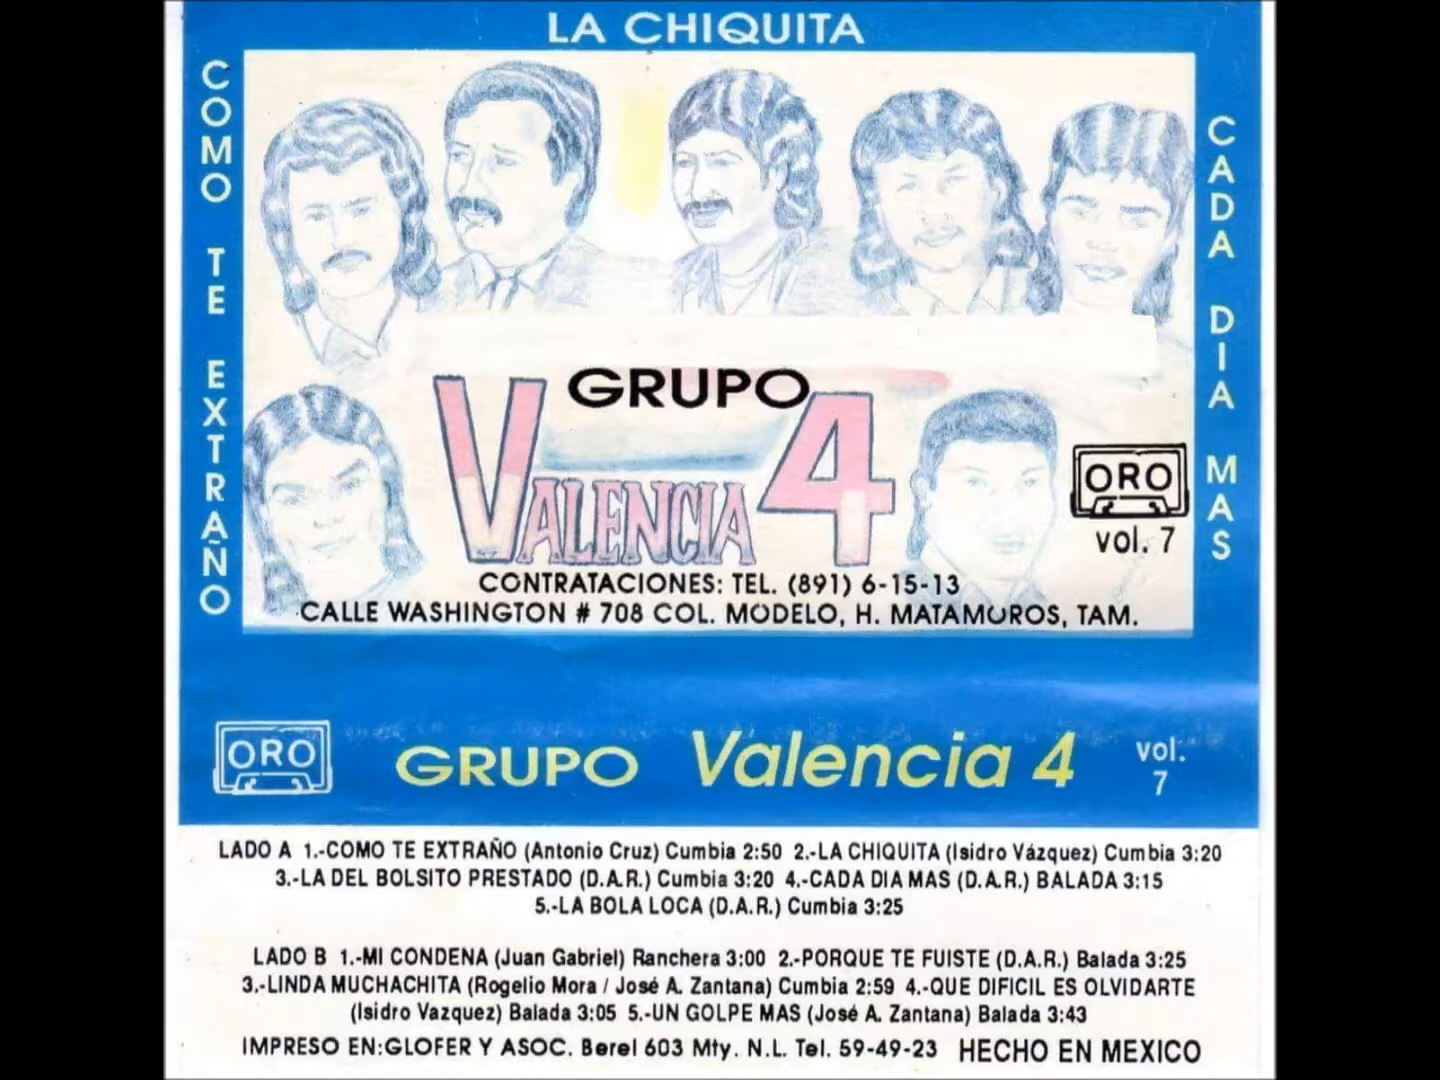 LA CHIQUITA
COMO TE EXTRAÑO
CADA DIA MAS
GRUPO
VALENCIA 4
ORO
vol. 7
CONTRATACIONES: TEL. (891) 6-15-13
CALLE WASHINGTON # 708 COL. MODELO, H. MATAMOROS, TAM.
ORO
GRUPO Valencia 4
vol.
7
LADO A 1.-COMO TE EXTRAÑO (Antonio Cruz) Cumbia 2:50 2.-LA CHIQUITA (Isidro Vázquez) Cumbia 3:20
3.-LA DEL BOLSITO PRESTADO (D.A.R.) Cumbia 3:20 4.-CADA DIA MAS (D.A.R.) BALADA 3:15
5.-LA BOLA LOCA (D.A.R.) Cumbia 3:25
LADO B 1.-MI CONDENA (Juan Gabriel) Ranchera 3:00 2.-PORQUE TE FUISTE (D.A.R.) Balada 3:25
3.-LINDA MUCHACHITA (Rogelio Mora / José A. Zantana) Cumbia 2:59 4.-QUE DIFICIL ES OLVIDARTE
(Isidro Vazquez) Balada 3:05 5.-UN GOLPE MAS (José A. Zantana) Balada 3:43
IMPRESO EN:GLOFER Y ASOC. Berel 603 Mty. N.L. Tel. 59-49-23 HECHO EN MEXICO